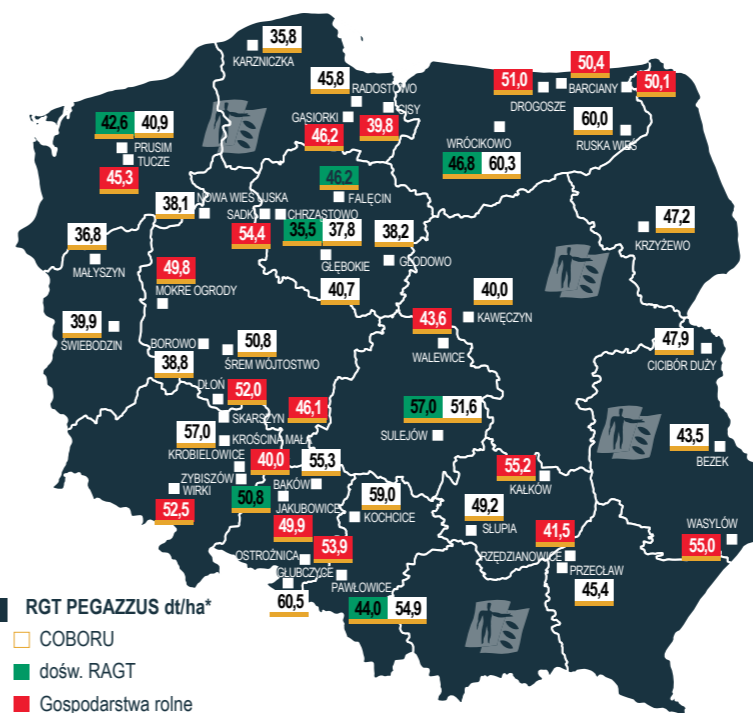 35,8
KARZNICZKA
45,8
RADOSTOWO
CISY
GĄSIORKI
46,2
39,8
50,4
51,0
BARCIANY
50,1
DROGOSZE
60,0
RUSKA WIEŚ
WRÓCIKOWO
46,8 60,3
42,6 40,9
PRUSIM
TUCZE
45,3
46,2
FALĘCIN
NOWA WIEŚ UJSKA
38,1
SADKI
CHRZĄSTOWO
54,4
35,5 37,8
38,2
GŁĘBOKIE
GŁODOWO
40,7
47,2
KRZYŻEWO
36,8
MAŁYSZYN
49,8
MOKRE OGRODY
40,0
KAWĘCZYN
43,6
WALEWICE
39,9
ŚWIEBODZIN
BOROWO
50,8
ŚREM WÓJTOSTWO
38,8
47,9
CICIBÓR DUŻY
DŁOŃ
52,0
46,1
SKARSZYN
57,0
KROŚCINA MAŁA
KROBIELOWICE
57,0 51,6
SULEJÓW
43,5
BEZEK
40,0
55,3
ZYBISZÓW
BAKÓW
WIRKI
50,8
JAKUBOWICE
52,5
49,9
55,2
KAŁKÓW
59,0
KOCHCICE
49,2
SŁUPIA
WASYLÓW
55,0
53,9
OSTROŻNICA
GŁUBCZYCE
60,5
PAWŁOWICE
44,0 54,9
41,5
RZĘDZIANOWICE
PRZECŁAW
45,4
RGT PEGAZZUS dt/ha*
COBORU
dośw. RAGT
Gospodarstwa rolne